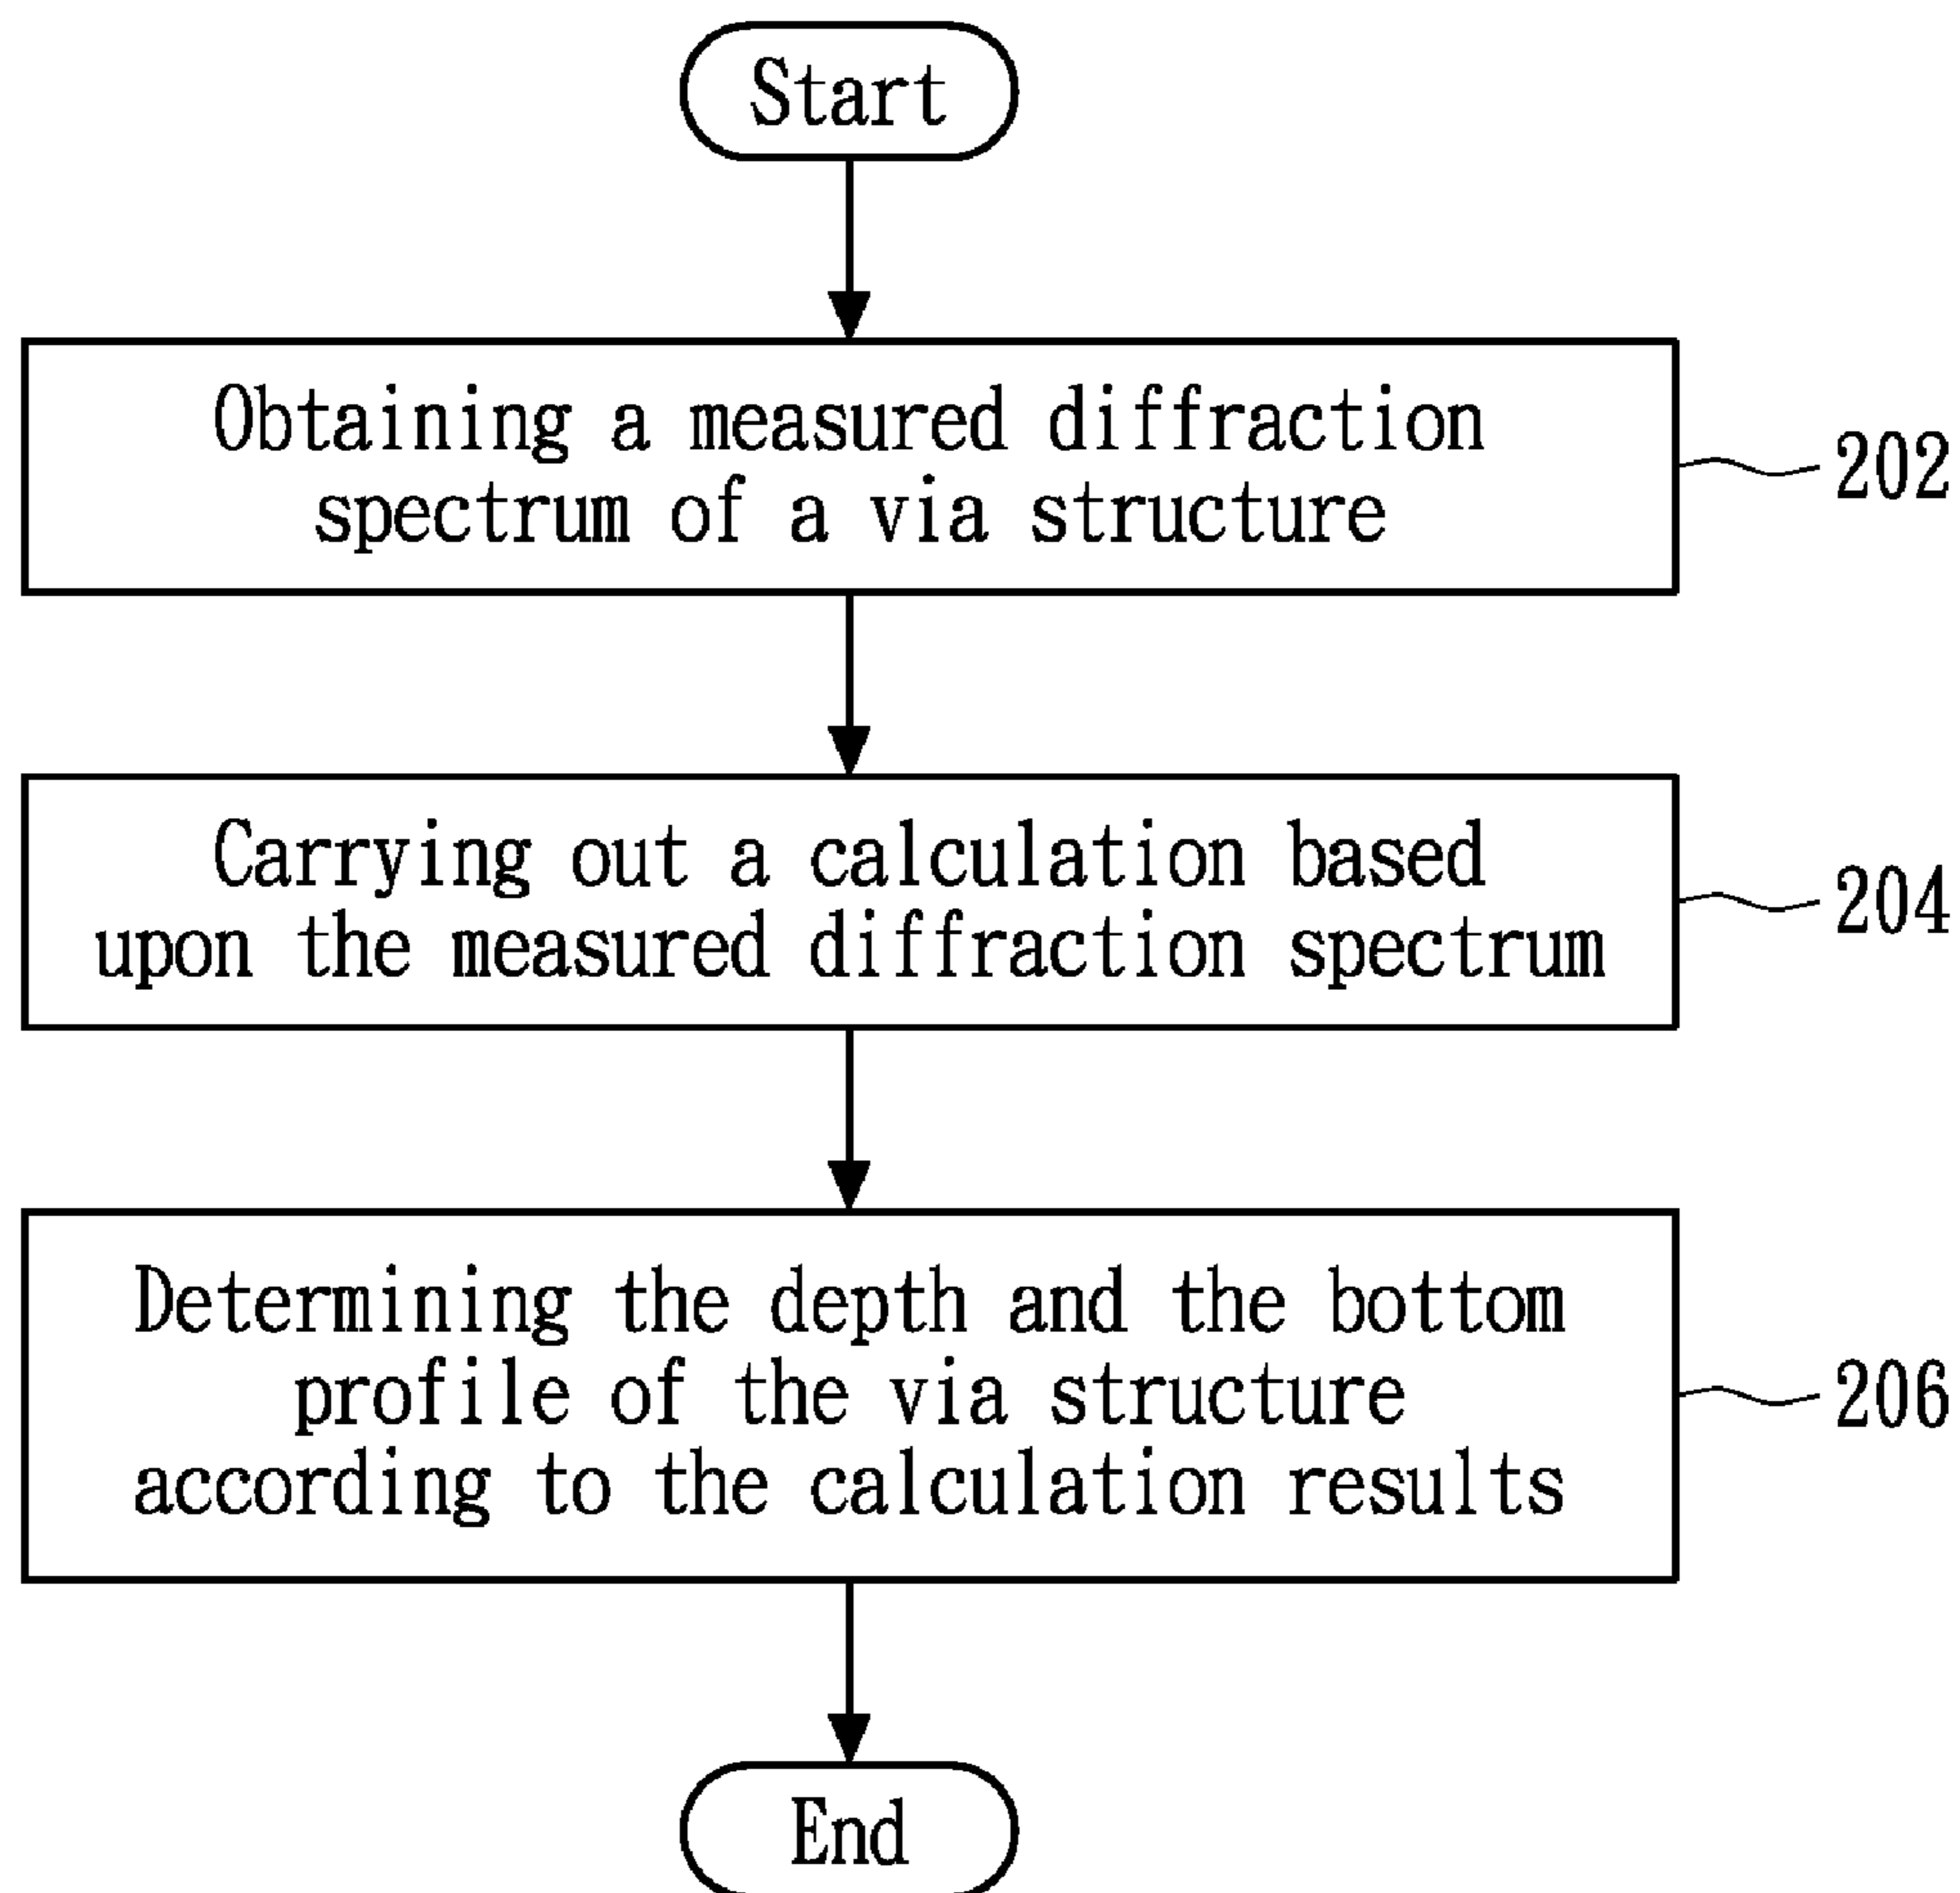 Start
Obtaining a measured diffraction
spectrum of a via structure
202
Carrying out a calculation based
upon the measured diffraction spectrum
204
Determining the depth and the bottom
profile of the via structure
according to the calculation results
206
End